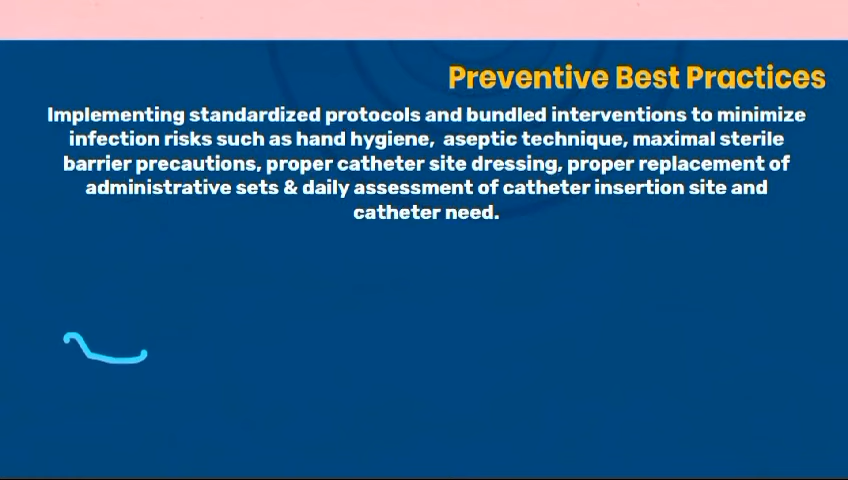 Preventive Best Practices
Implementing standardized protocols and bundled interventions to minimize
infection risks such as hand hygiene, aseptic technique, maximal sterile
barrier precautions, proper catheter site dressing, proper replacement of
administrative sets & daily assessment of catheter insertion site and
catheter need.